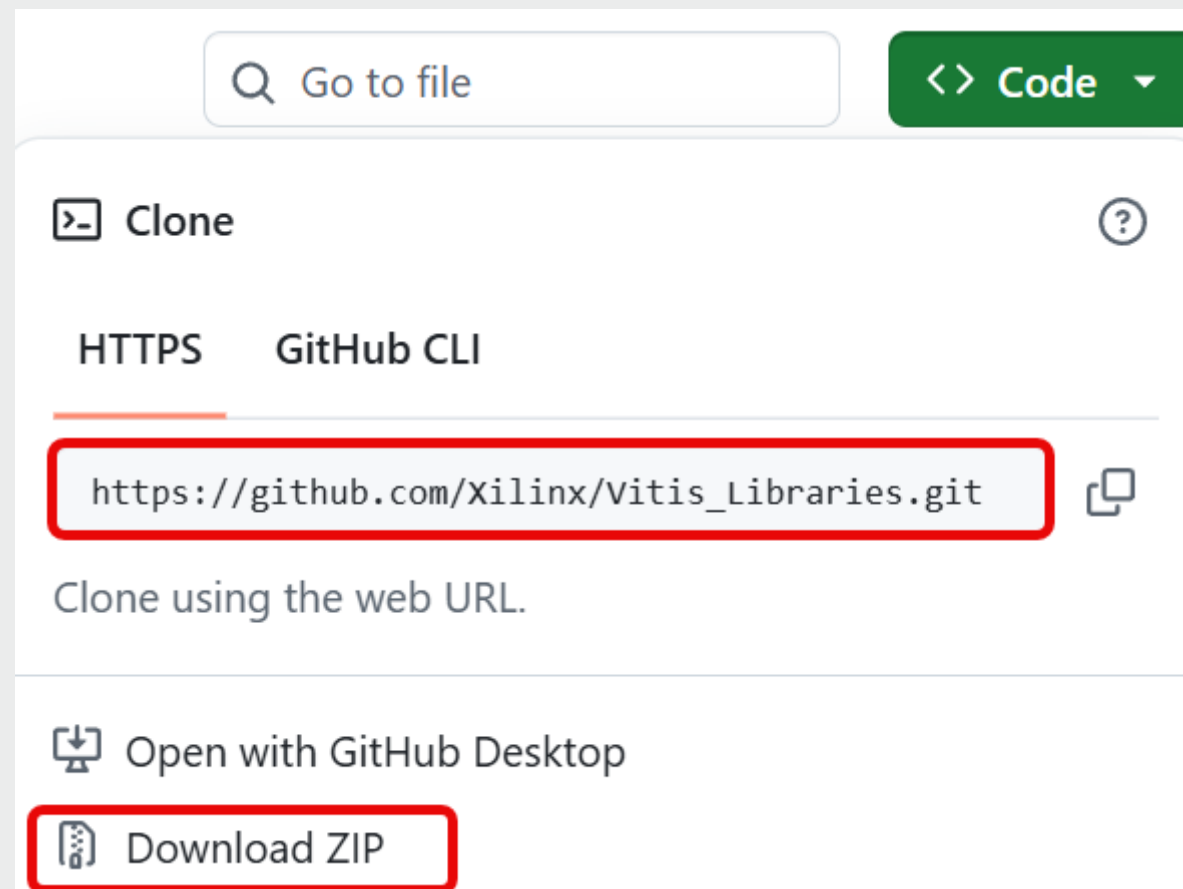 Go to file
<> Code
Clone
HTTPS GitHub CLI
https://github.com/Xilinx/Vitis_Libraries.git
Clone using the web URL.
Open with GitHub Desktop
Download ZIP